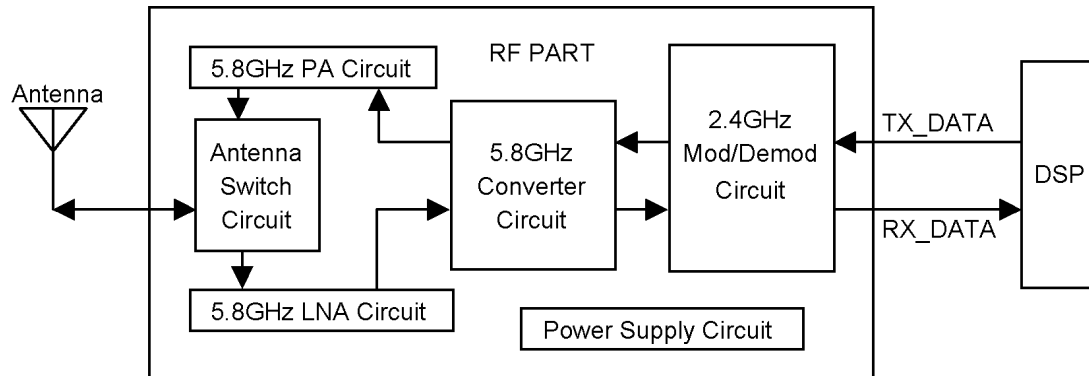 RF PART
5.8GHz PA Circuit
Antenna
Antenna
Switch
Circuit
5.8GHz
Converter
Circuit
2.4GHz
Mod/Demod
Circuit
TX_DATA
DSP
RX_DATA
5.8GHz LNA Circuit
Power Supply Circuit